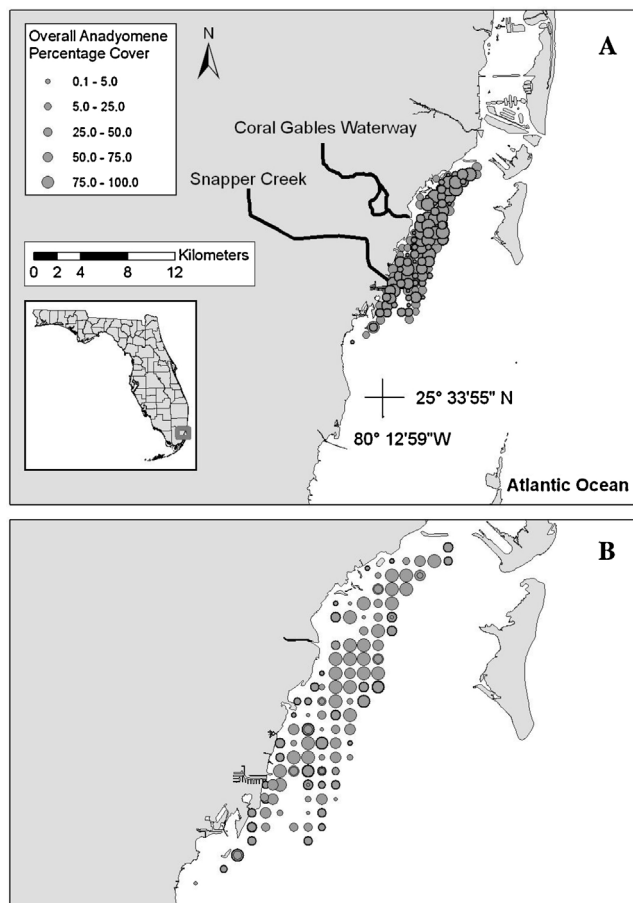 Overall Anadyomene
Percentage Cover
0.1 - 5.0
5.0 - 25.0
25.0 - 50.0
50.0 - 75.0
75.0 - 100.0
N
A
Coral Gables Waterway
Snapper Creek
Kilometers
0 2 4 8 12
25° 33'55" N
80° 12'59"W
Atlantic Ocean
B